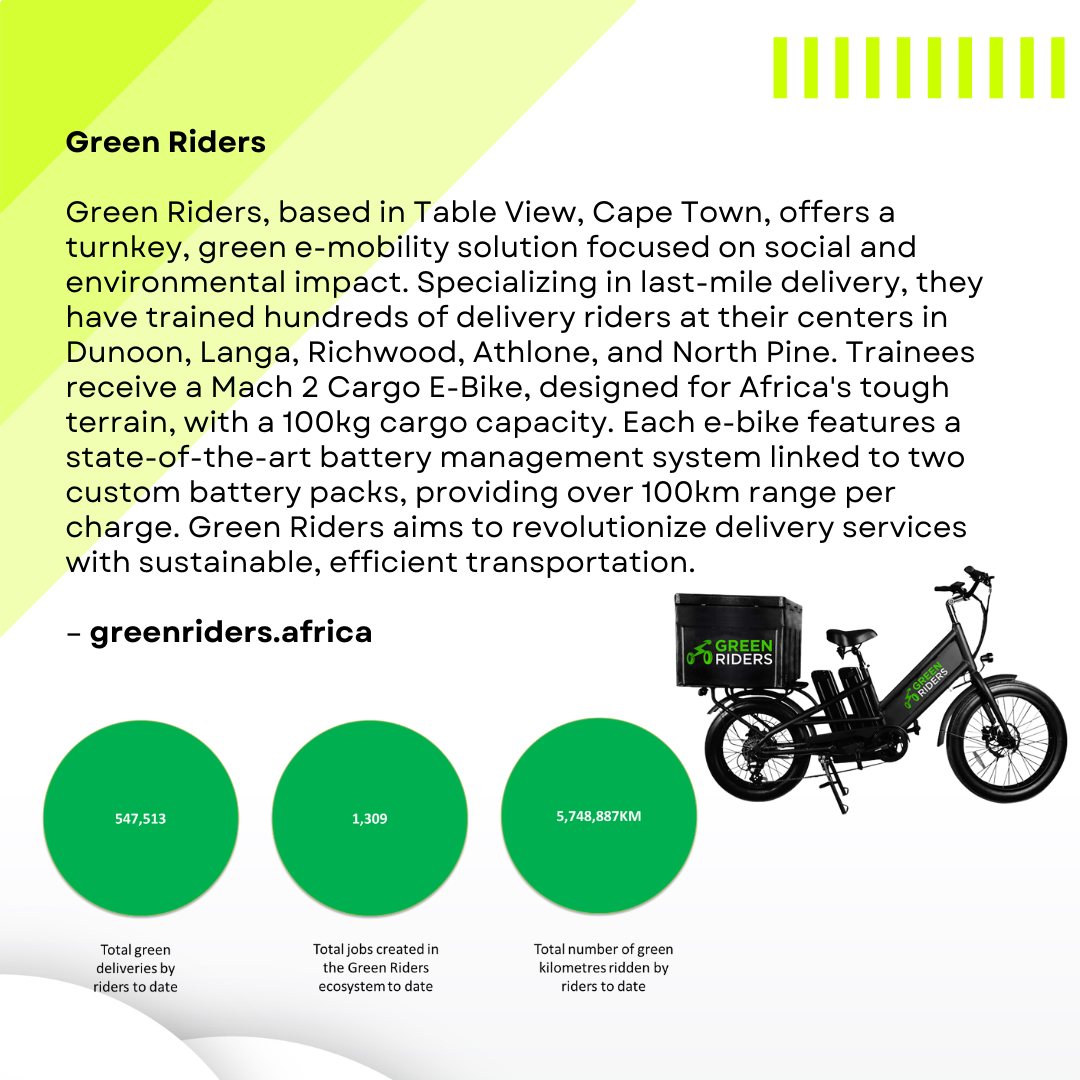 Green Riders
Green Riders, based in Table View, Cape Town, offers a
turnkey, green e-mobility solution focused on social and
environmental impact. Specializing in last-mile delivery, they
have trained hundreds of delivery riders at their centers in
Dunoon, Langa, Richwood, Athlone, and North Pine. Trainees
receive a Mach 2 Cargo E-Bike, designed for Africa's tough
terrain, with a 100kg cargo capacity. Each e-bike features a
state-of-the-art battery management system linked to two
custom battery packs, providing over 100km range per
charge. Green Riders aims to revolutionize delivery services
with sustainable, efficient transportation.
– greenriders.africa
GREEN
RIDERS
GREEN
RIDERS
547,513
1,309
5,748,887KM
Total green
deliveries by
riders to date
Total jobs created in
the Green Riders
ecosystem to date
Total number of green
kilometres ridden by
riders to date